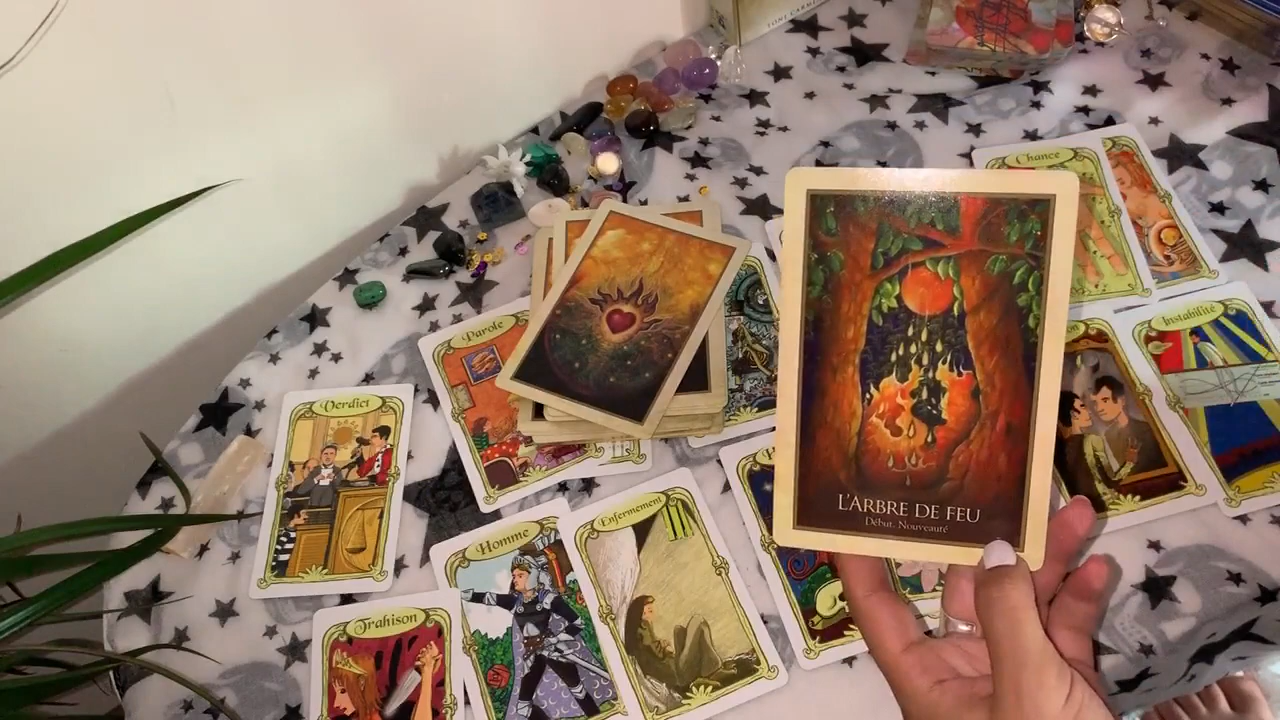 Chance
Instabilité
Parole
Verdict
L'ARBRE DE FEU
Début. Nouveauté
Enfermement
Homme
Trahison